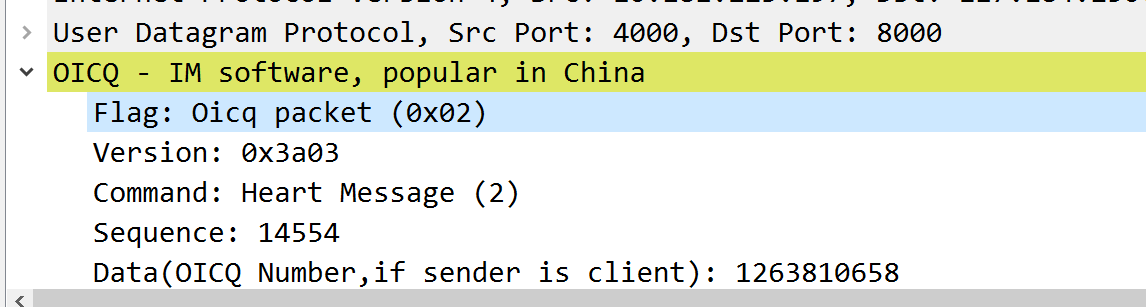 User Datagram Protocol, Src Port: 4000, Dst Port: 8000
OICQ - IM software, popular in China
Flag: Oicq packet (0x02)
Version: 0x3a03
Command: Heart Message (2)
Sequence: 14554
Data(OICQ Number,if sender is client): 1263810658